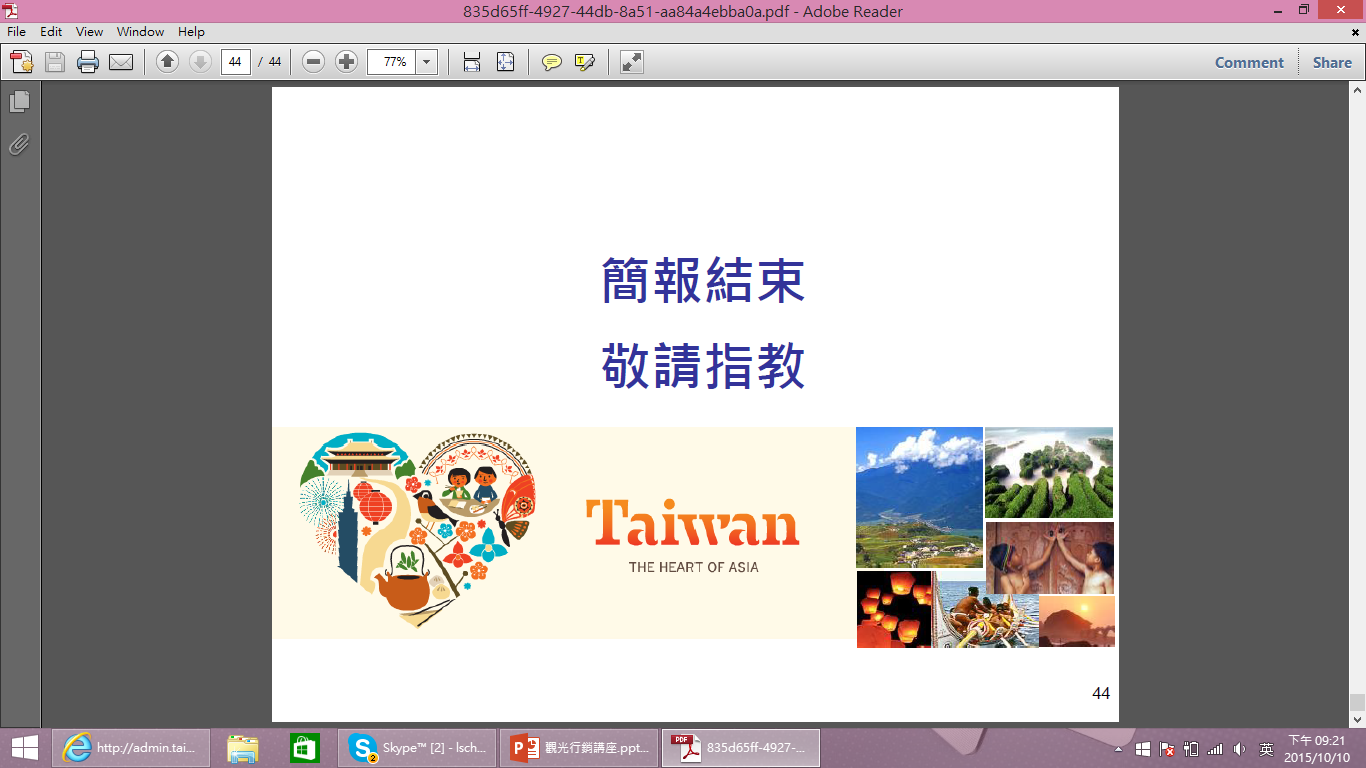 835d65ff-4927-44db-8a51-aa84a4ebba0a.pdf - Adobe Reader
File Edit View Window Help
44 / 44 77% Comment Share
簡報結束
敬請指教
Taiwan
THE HEART OF ASIA
44
http://admin.tai... Skype™ [2] - lsch... 觀光行銷講座.ppt... 835d65ff-4927-... 英 下午 09:21
2015/10/10